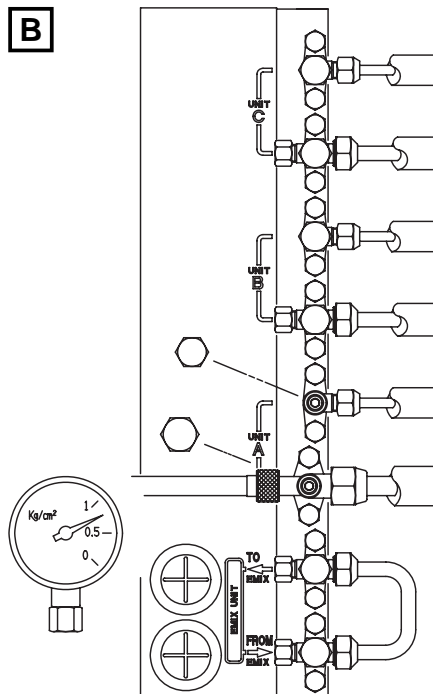 B
UNIT
C
UNIT
B
UNIT
A
Kg/cm²
1
0.5
0
TO
EMIX
EMIX UNIT
FROM
EMIX